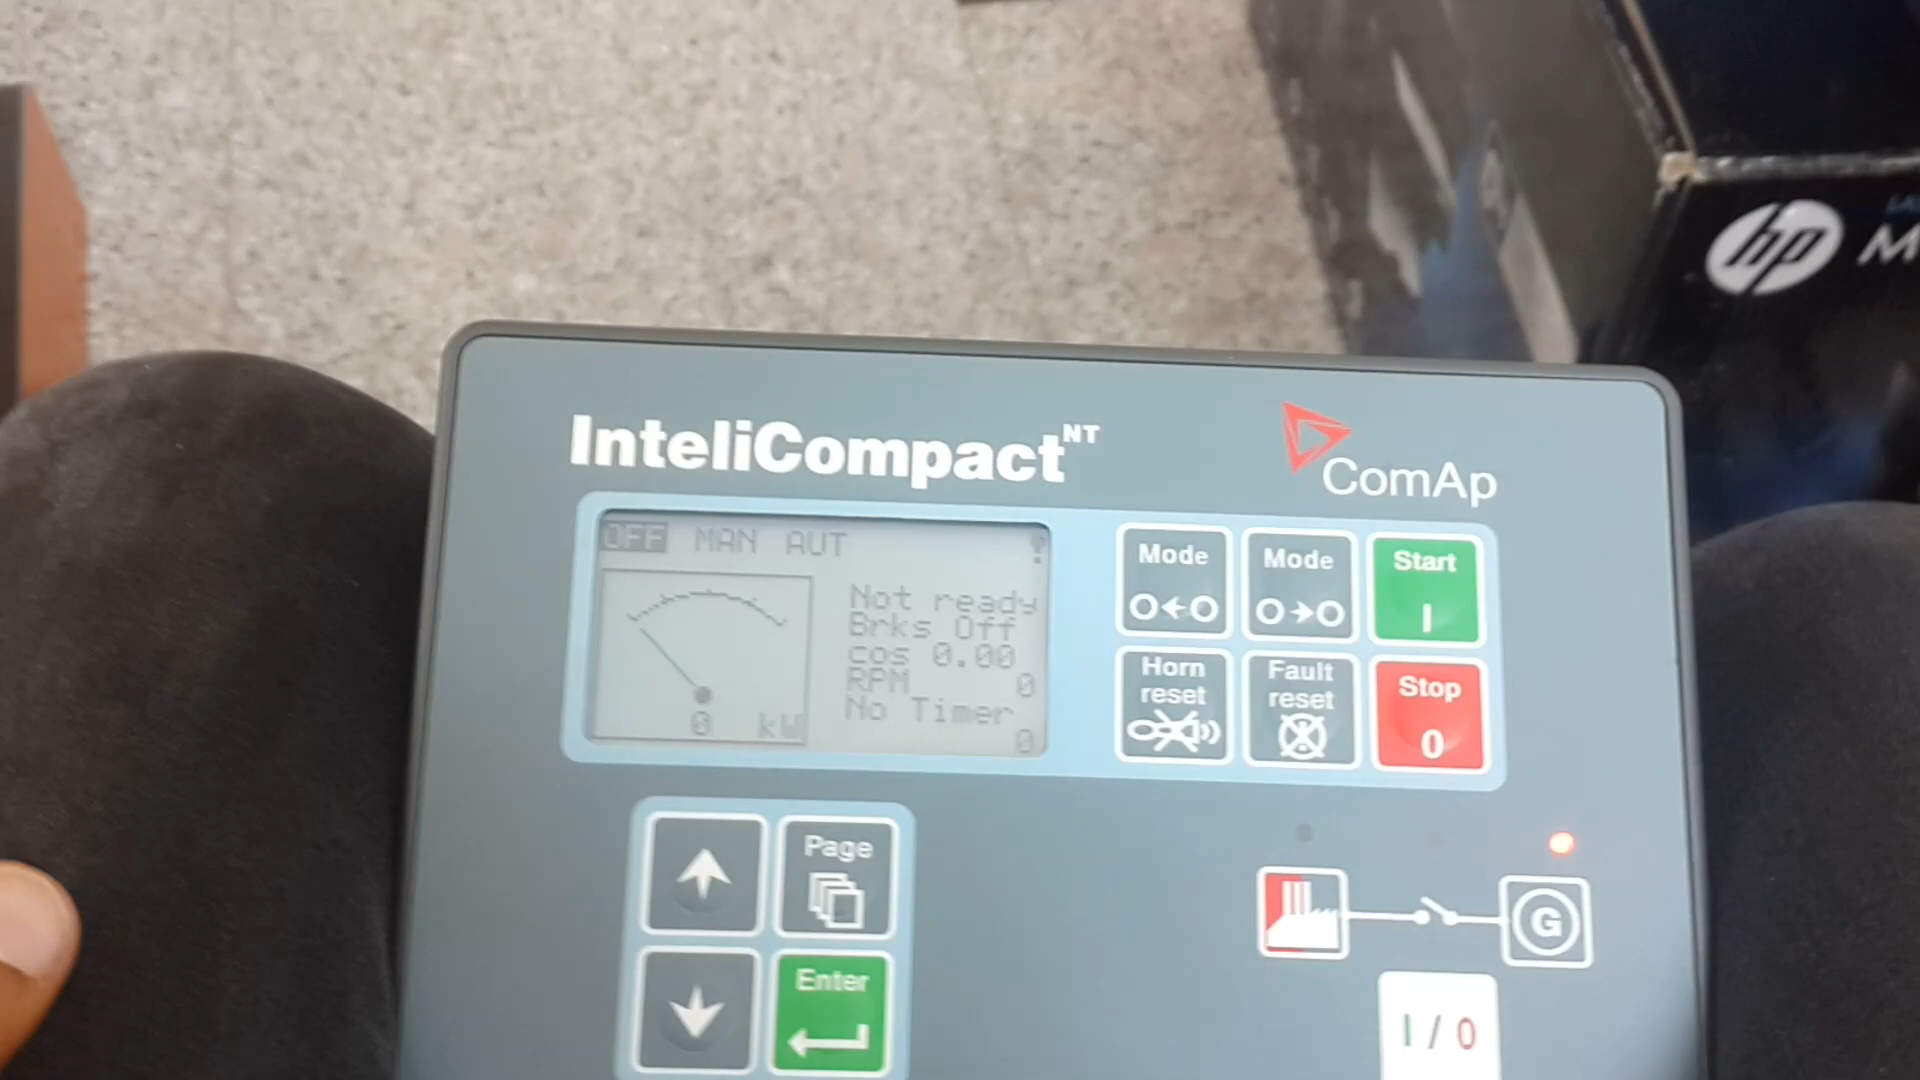 hp
InteliCompact NT
ComAp
OFF MAN AUT !
Not ready
Brks Off
cos 0.00
RPM 0
No Timer
0
0 kW
Mode
Mode
Start
I
Horn reset
Fault reset
Stop
0
Page
Enter
G
I / 0